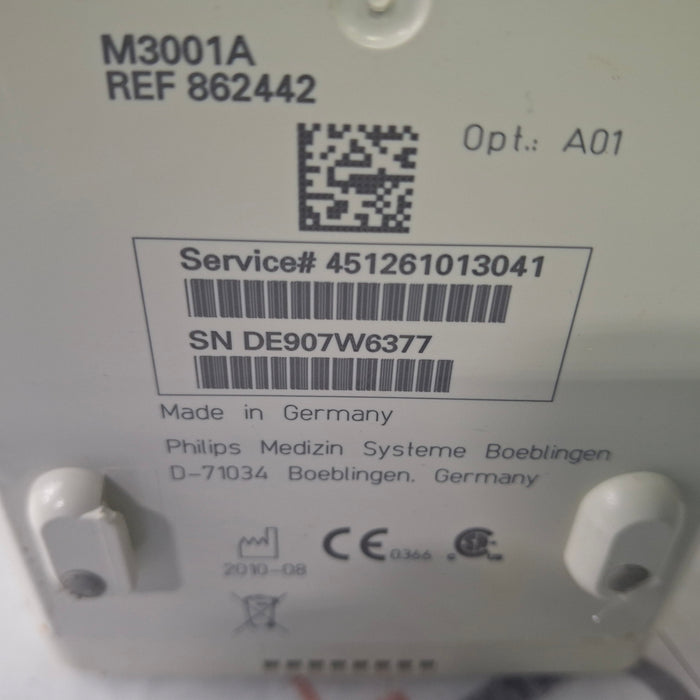 M3001A
REF 862442
Opt.: A01
Service# 451261013041
SN DE907W6377
Made in Germany
Philips Medizin Systeme Boeblingen
D-71034 Boeblingen, Germany
2010-08
CE 0366